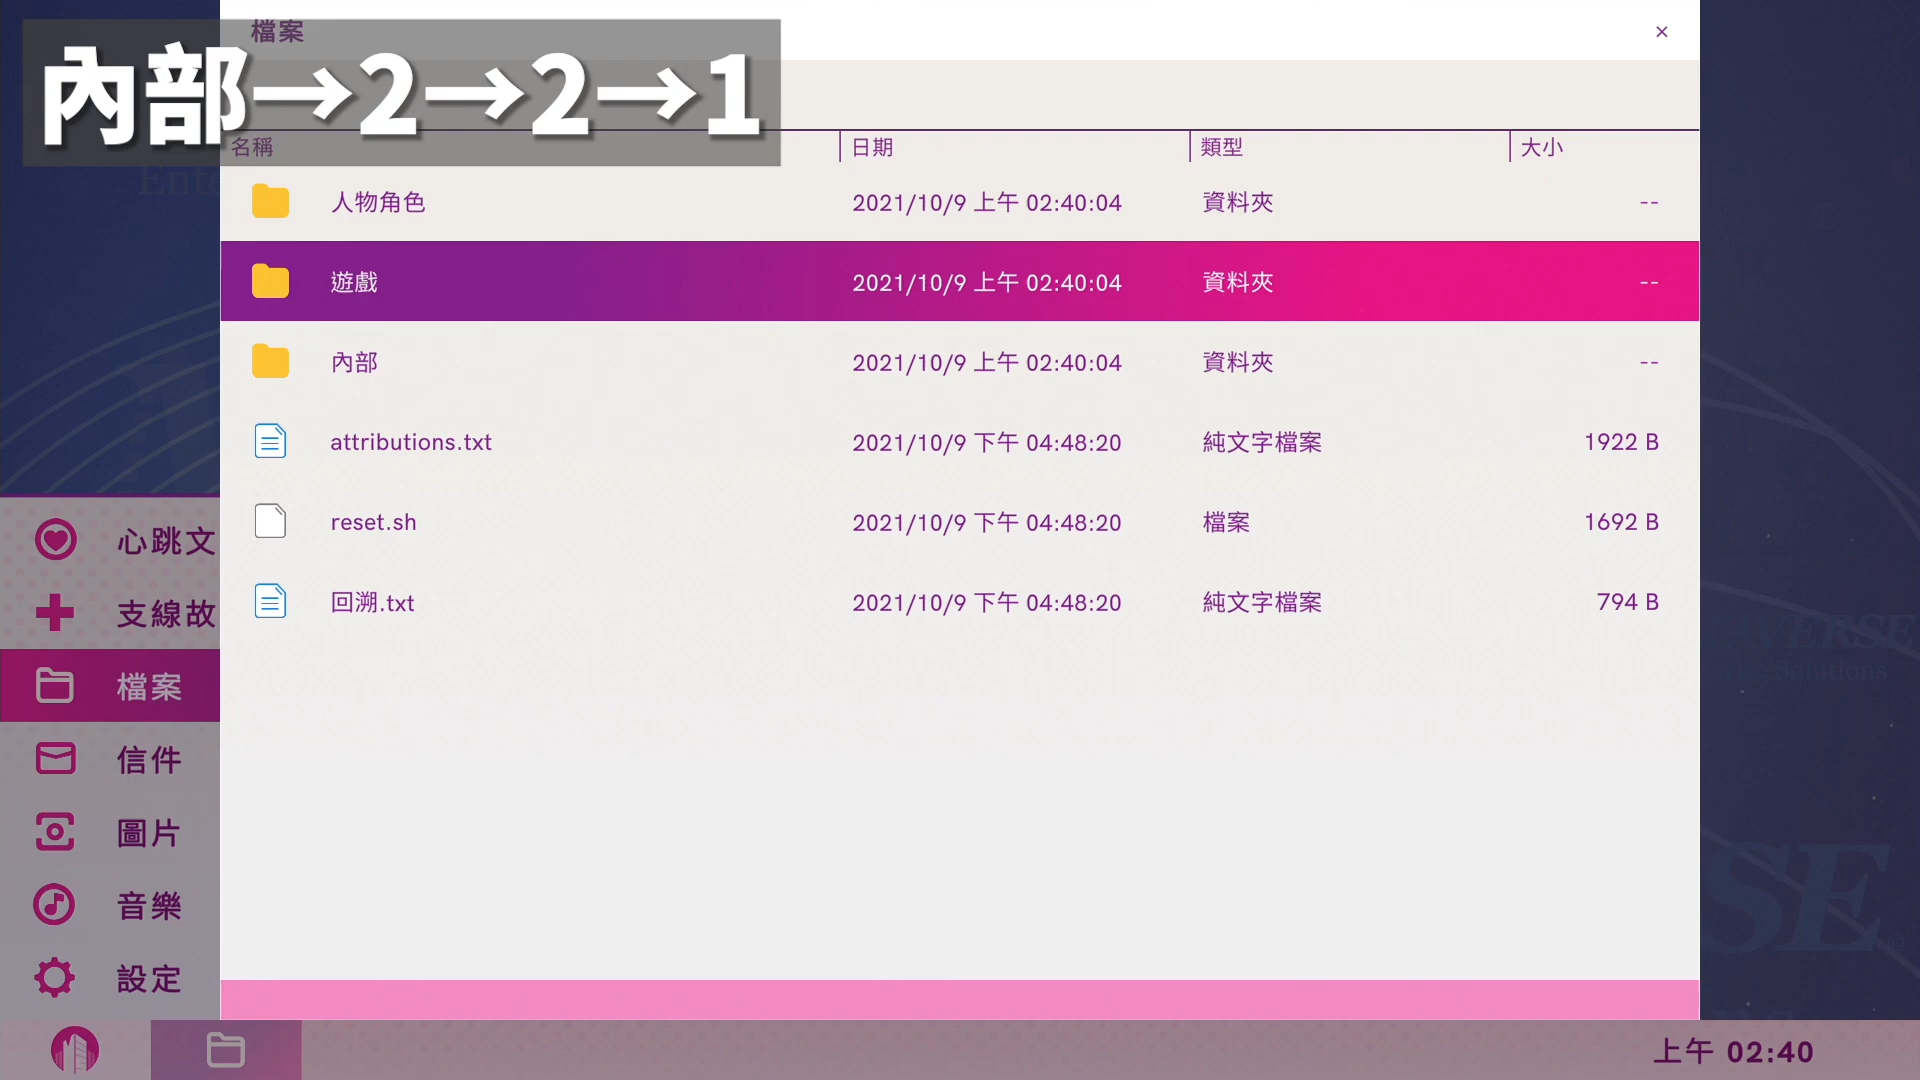 檔案
×
內部→2→2→1
名稱 日期 類型 大小
人物角色 2021/10/9 上午 02:40:04 資料夾 --
遊戲 2021/10/9 上午 02:40:04 資料夾 --
內部 2021/10/9 上午 02:40:04 資料夾 --
attributions.txt 2021/10/9 下午 04:48:20 純文字檔案 1922 B
reset.sh 2021/10/9 下午 04:48:20 檔案 1692 B
回溯.txt 2021/10/9 下午 04:48:20 純文字檔案 794 B
心跳文
支線故
檔案
信件
圖片
音樂
設定
Solutions
上午 02:40